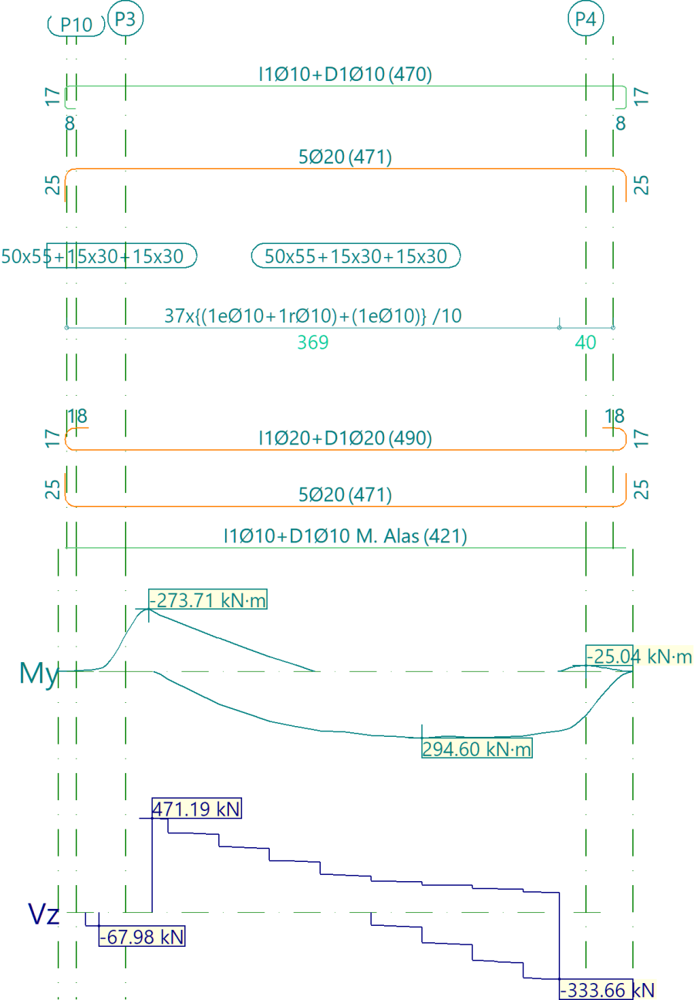 P10 P3 P4
I1Ø10+D1Ø10 (470)
17 17
8 8
5Ø20 (471)
25 25
50x55+15x30+15x30 50x55+15x30+15x30
37x{(1eØ10+1rØ10)+(1eØ10)} /10
369 40
18 18
17 I1Ø20+D1Ø20 (490) 17
25 5Ø20 (471) 25
I1Ø10+D1Ø10 M. Alas (421)
-273.71 kN·m
-25.04 kN·m
My
294.60 kN·m
471.19 kN
Vz
-67.98 kN
-333.66 kN